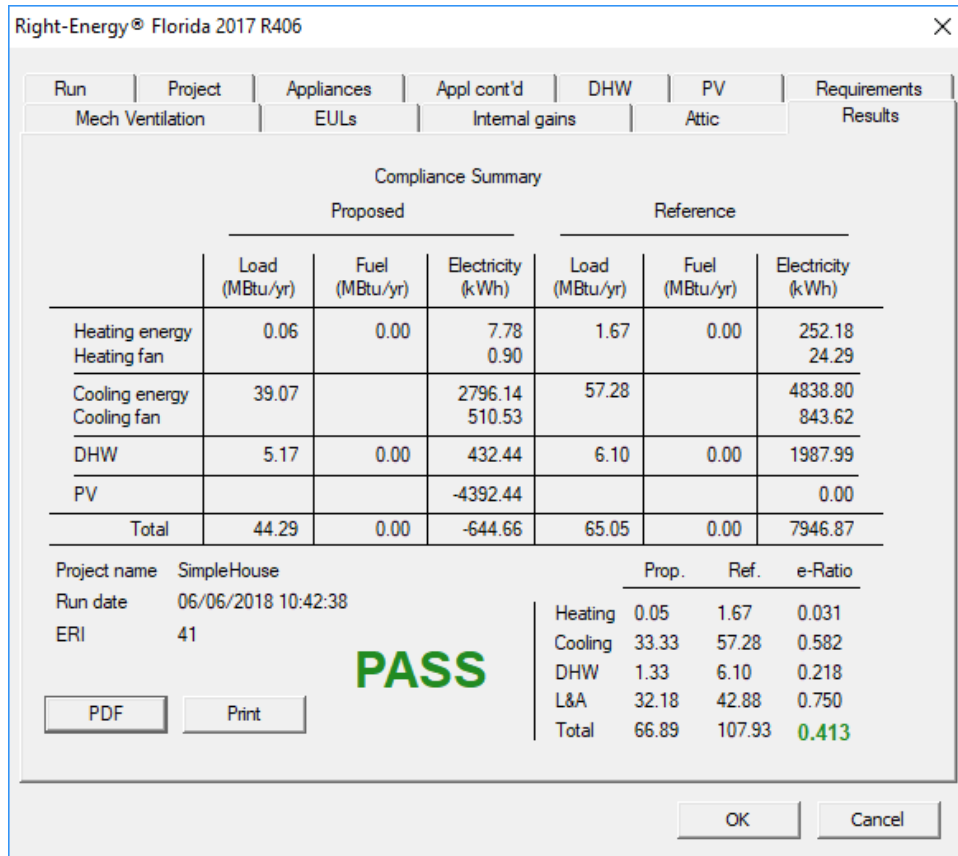 Right-Energy® Florida 2017 R406
Run Project Appliances Appl cont'd DHW PV Requirements
Mech Ventilation EULs Internal gains Attic Results
Compliance Summary
Proposed Reference
Load Fuel Electricity Load Fuel Electricity
(MBtu/yr) (MBtu/yr) (kWh) (MBtu/yr) (MBtu/yr) (kWh)
Heating energy 0.06 0.00 7.78 1.67 0.00 252.18
Heating fan 0.90 24.29
Cooling energy 39.07 2796.14 57.28 4838.80
Cooling fan 510.53 843.62
DHW 5.17 0.00 432.44 6.10 0.00 1987.99
PV -4392.44 0.00
Total 44.29 0.00 -644.66 65.05 0.00 7946.87
Project name SimpleHouse
Run date 06/06/2018 10:42:38
ERI 41
PASS
PDF Print
Prop. Ref. e-Ratio
Heating 0.05 1.67 0.031
Cooling 33.33 57.28 0.582
DHW 1.33 6.10 0.218
L&A 32.18 42.88 0.750
Total 66.89 107.93 0.413
OK Cancel